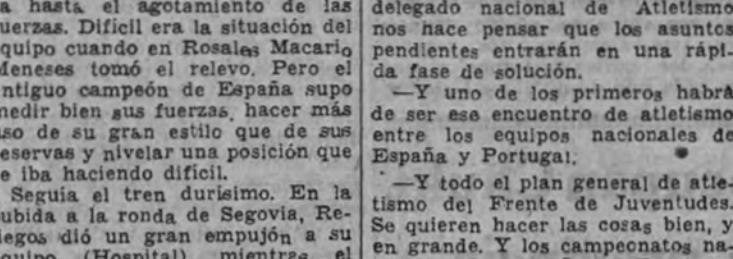 a hasta el agotamiento de las
uerzas. Difícil era la situación del
quipo cuando en Rosales Macario
Meneses tomó el relevo. Pero el
ntiguo campeón de España supo
medir bien sus fuerzas, hacer más
so de su gran estilo que de sus
eservas y nivelar una posición que
e iba haciendo difícil.
Seguía el tren durísimo. En la
ubida a la ronda de Segovia, Re-
legos dió un gran empujón a su
quipo (Hospital), mientras el
delegado nacional de Atletismo
nos hace pensar que los asuntos
pendientes entrarán en una rápi-
da fase de solución.
—Y uno de los primeros habrá
de ser ese encuentro de atletismo
entre los equipos nacionales de
España y Portugal.
—Y todo el plan general de atle-
tismo del Frente de Juventudes.
Se quieren hacer las cosas bien, y
en grande. Y los campeonatos na-